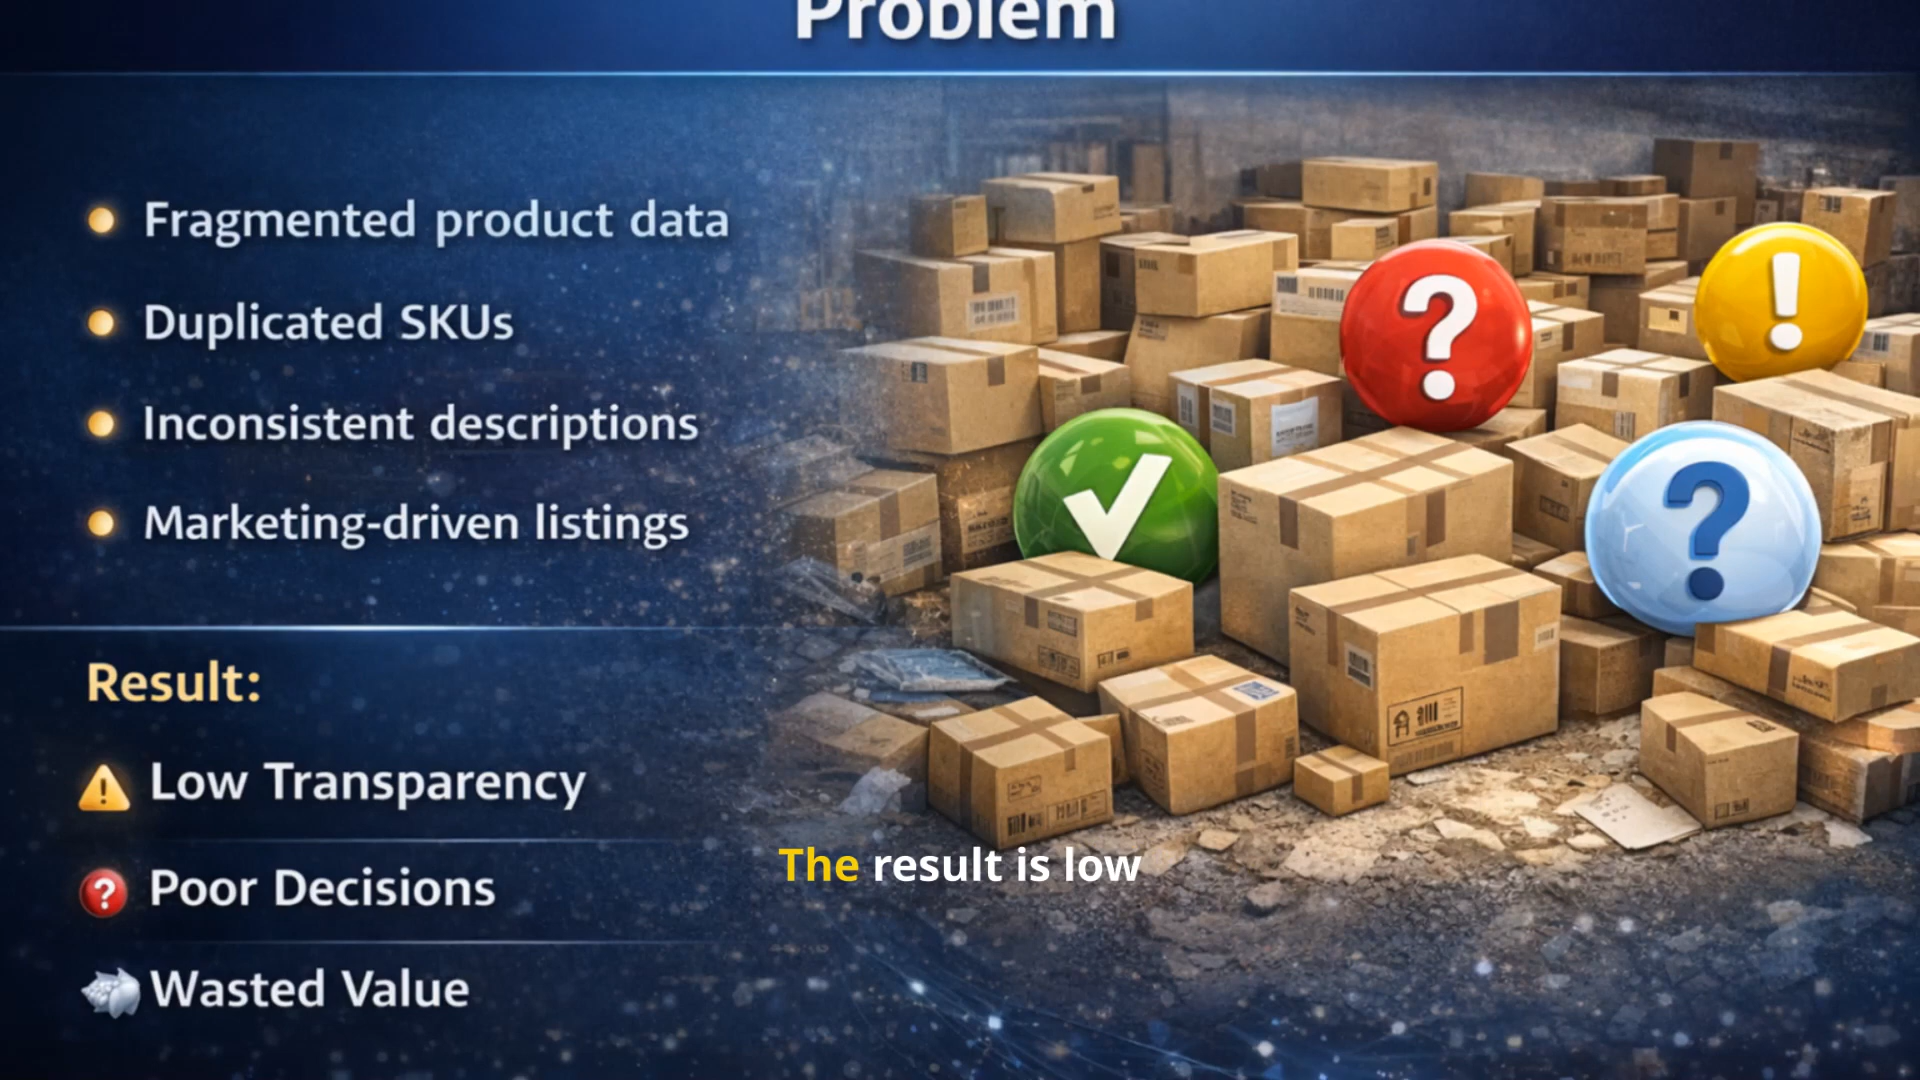 Problem
Fragmented product data
Duplicated SKUs
Inconsistent descriptions
Marketing-driven listings
Result:
Low Transparency
Poor Decisions
Wasted Value
The result is low